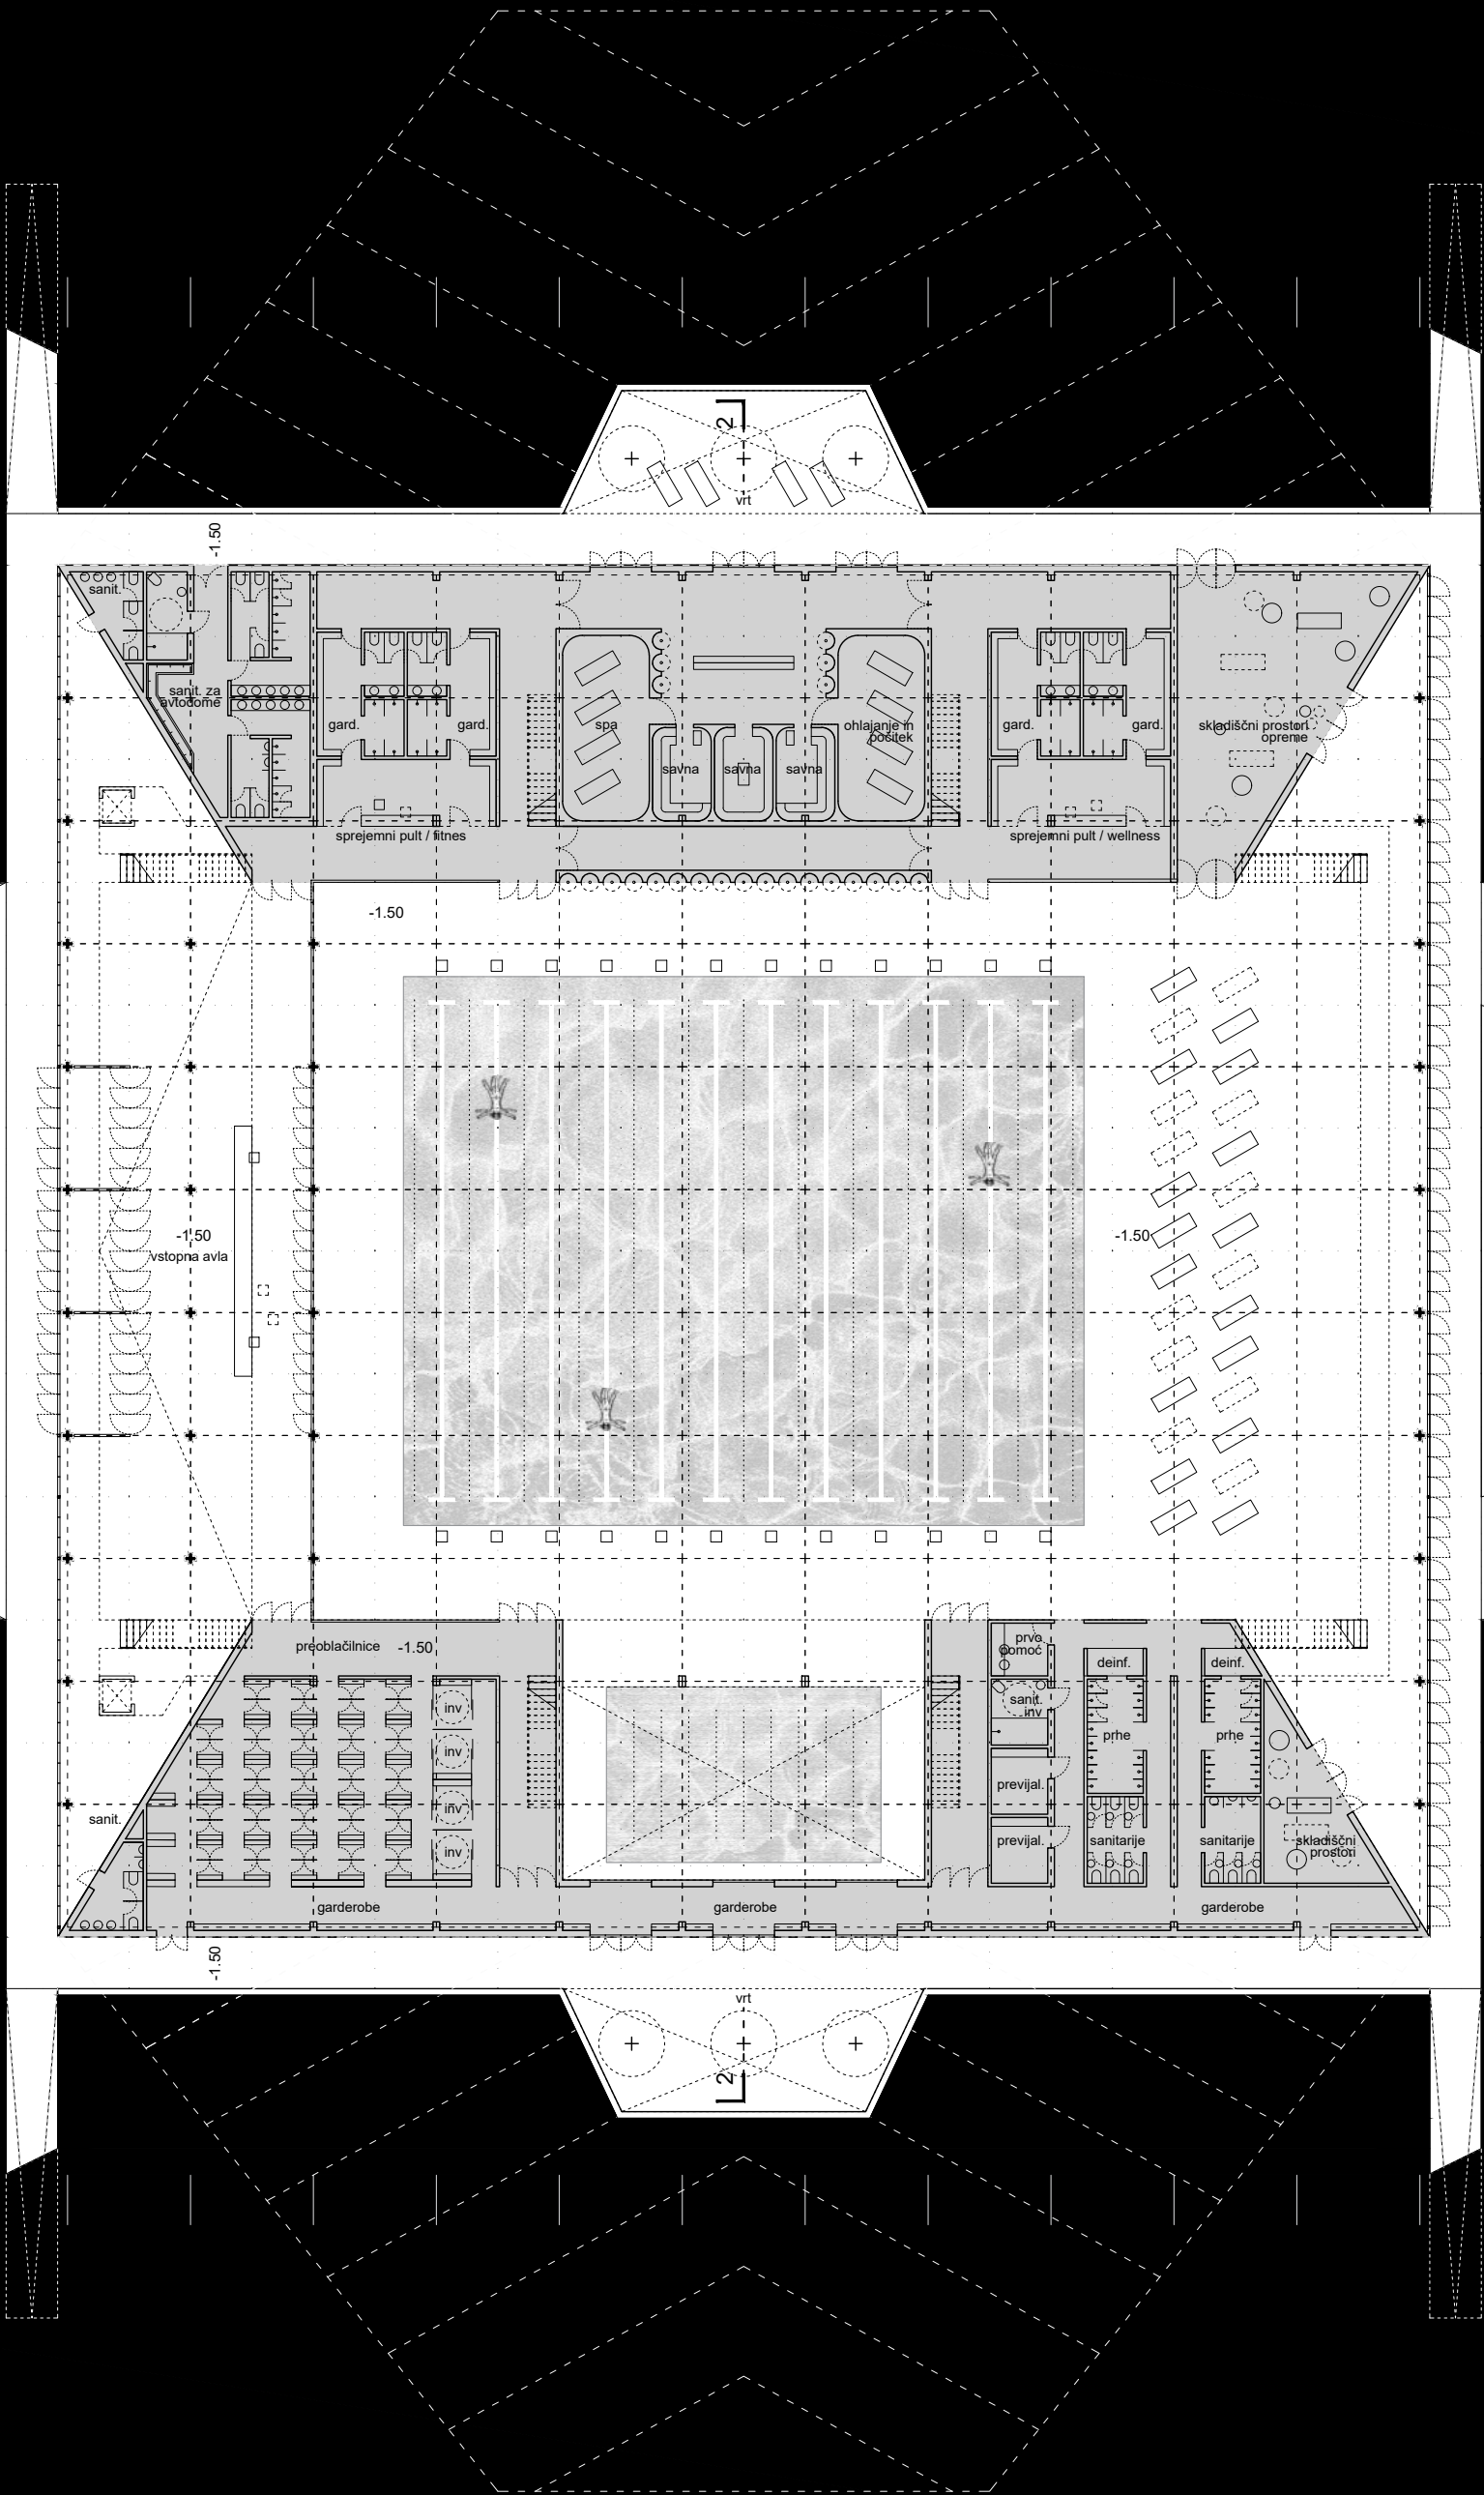 2
vrt
-1.50
sanit.
sanit. za
avtodome
gard.
gard.
spa
savna
savna
savna
ohlajanje in
počitek
gard.
gard.
skladiščni prostori
opreme
sprejemni pult / fitnes
sprejemni pult / wellness
-1.50
-1.50
vstopna avla
-1.50
preoblačilnice
-1.50
inv
inv
inv
inv
sanit.
prva
pomoč
sanit.
inv
previjal.
previjal.
deinf.
deinf.
prhe
prhe
sanitarije
sanitarije
skladiščni
prostori
garderobe
garderobe
garderobe
-1.50
vrt
2